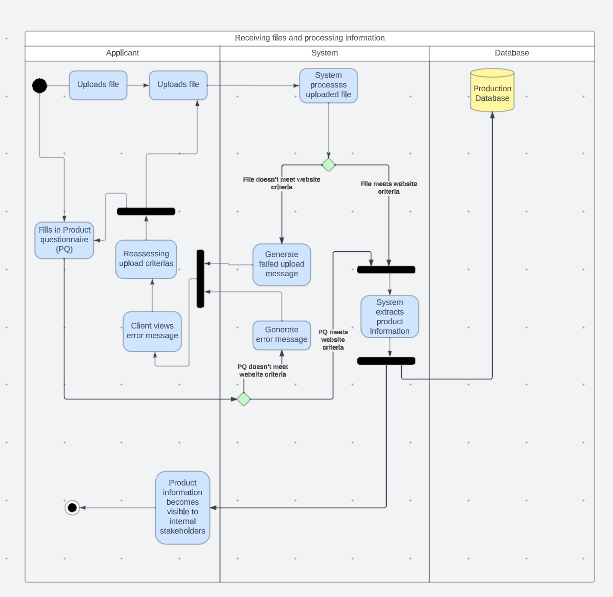 Receiving files and processing information
Applicant
System
Database
Uploads file
Uploads file
System
processes
uploaded file
Production
Database
File doesn't meet website
criteria
File meets website
criteria
Fills in Product
questionnaire
(PQ)
Reassessing
upload criterias
Generate
failed upload
message
System
extracts
product
information
Client views
error message
Generate
error message
PQ meets
website
criteria
PQ doesn't meet
website criteria
Product
information
becomes
visible to
internal
stakeholders